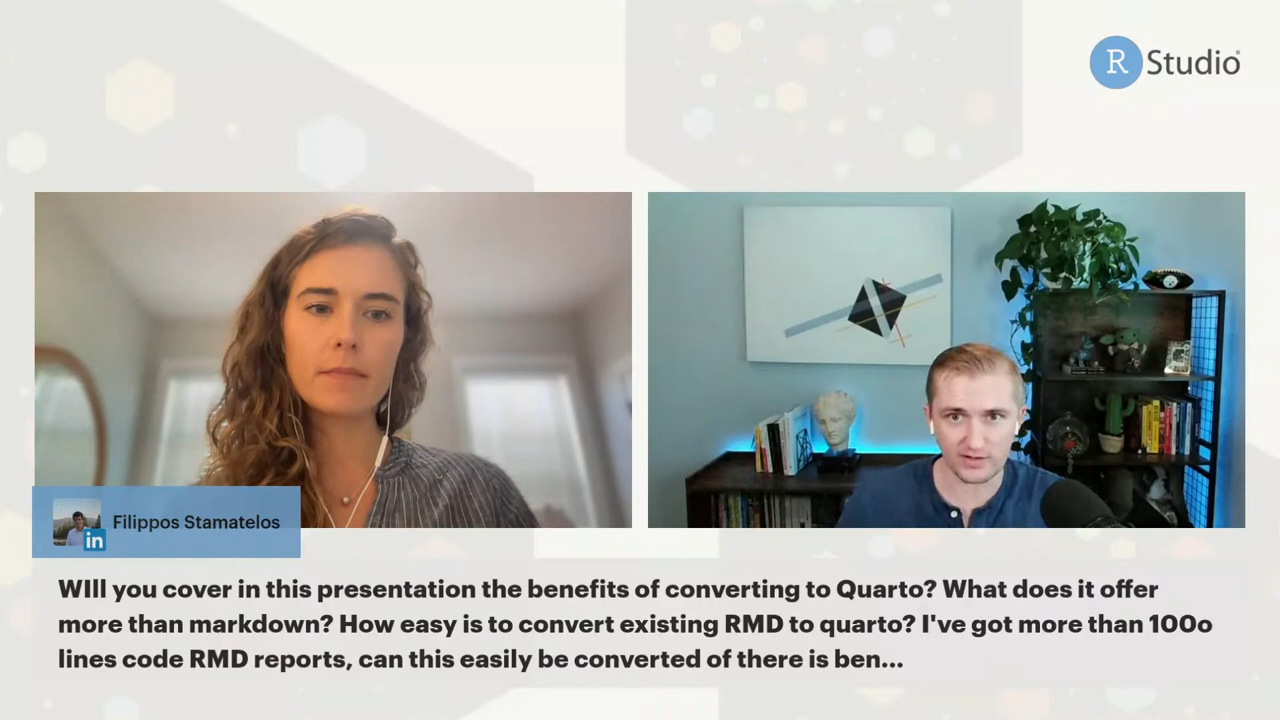 R Studio
in
Filippos Stamatelos
WIll you cover in this presentation the benefits of converting to Quarto? What does it offer
more than markdown? How easy is to convert existing RMD to quarto? I've got more than 100o
lines code RMD reports, can this easily be converted of there is ben...